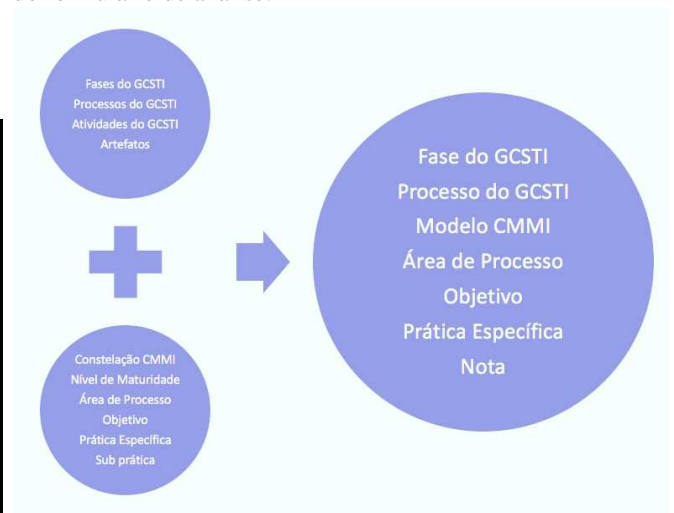 Fases do GCSTI
Processos do GCSTI
Atividades do GCSTI
Artefatos
Constelação CMMI
Nível de Maturidade
Área de Processo
Objetivo
Prática Específica
Sub prática
Fase do GCSTI
Processo do GCSTI
Modelo CMMI
Área de Processo
Objetivo
Prática Específica
Nota